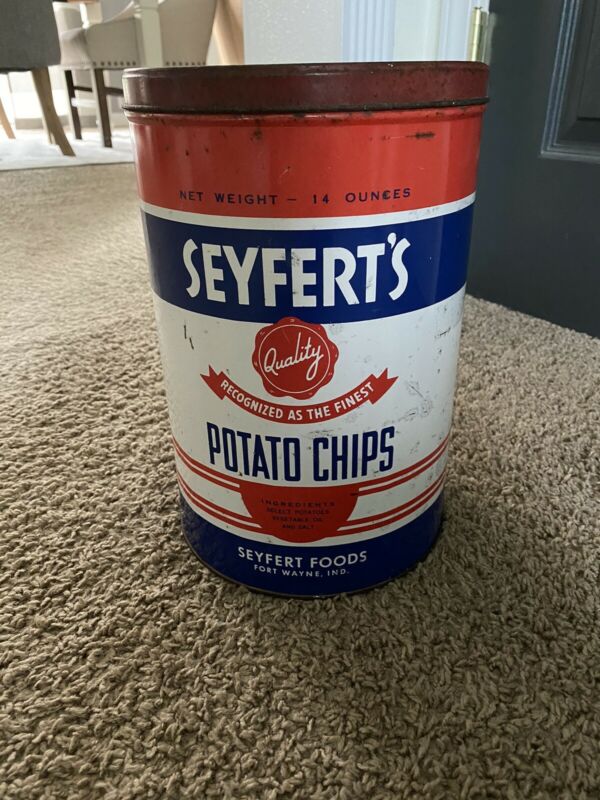 NET WEIGHT — 14 OUNCES
SEYFERT'S
Quality
RECOGNIZED AS THE FINEST
POTATO CHIPS
INGREDIENTS
SELECT POTATOES
VEGETABLE OIL
AND SALT
SEYFERT FOODS
FORT WAYNE, IND.